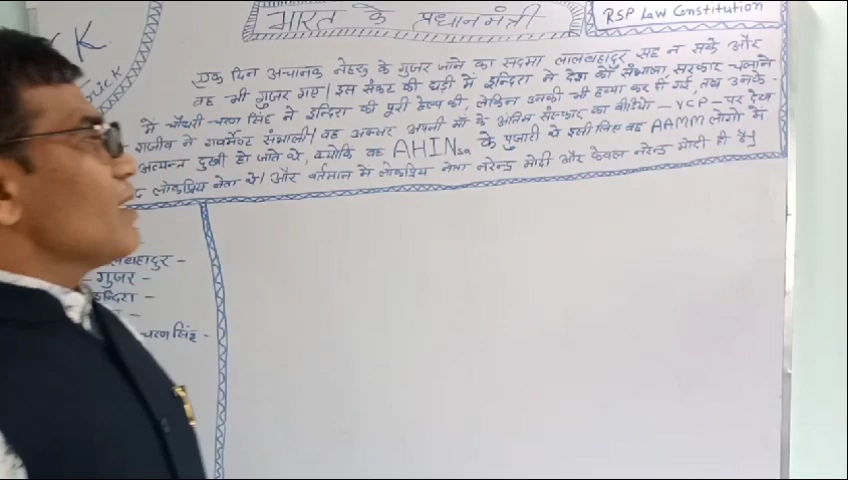 भारत के प्रधानमंत्री
RSP Law Constitution
K
ICK
एक दिन अचानक नेहरू के गुजर जाने का सदमा लालबहादुर, सह न सके और
वह भी गुजर गए। इस संकट की घड़ी में इन्दिरा ने देश को संभाला, सरकार चलाने
में चौधरी चरण सिंह ने इन्दिरा की पूरी हेल्प की, लेकिन उनकी भी हत्या कर दी गई, तब उनके
राजीव ने गवर्मेन्ट संभाली। वह अक्सर अपनी माँ के अंतिम संस्कार का वीडियो - VCP - पर देख
अत्यन्त दुखी हो जाते थे, क्योकि वह AHINsa के पुजारी थे इसी लिए वह AAMM लोगो में
लोकप्रिय नेता थे। और वर्तमान में लोकप्रिय नेता नरेन्द्र मोदी और केवल नरेन्द्र मोदी ही है।
लालबहादुर -
- गुजर -
इन्दिरा -
चरण सिंह -